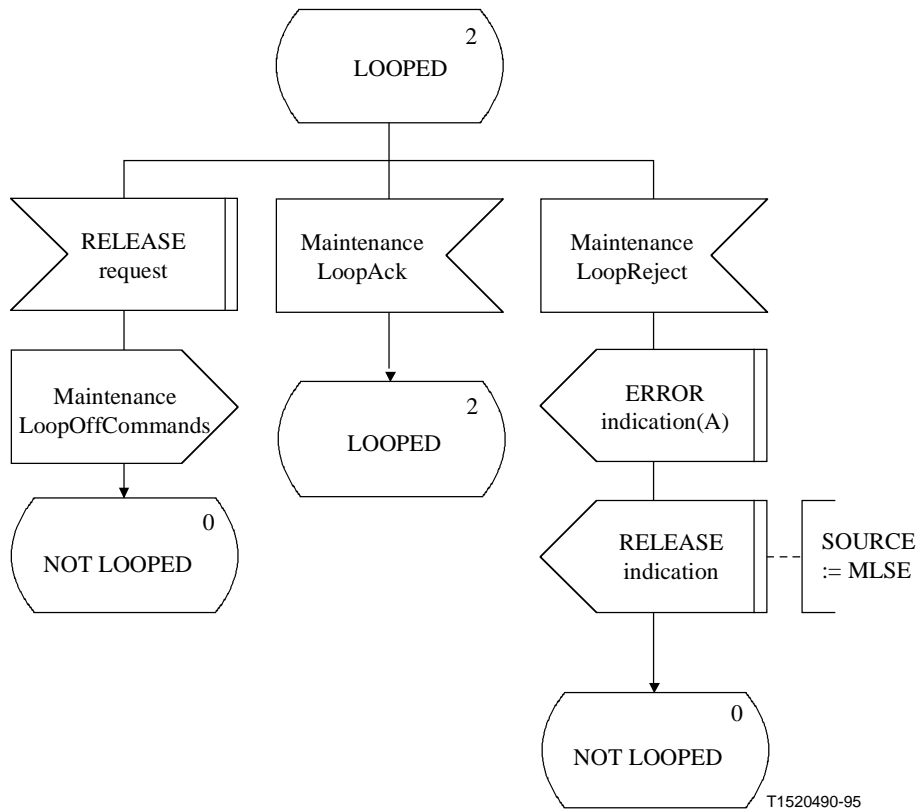 2
LOOPED
RELEASE
request
Maintenance
LoopAck
Maintenance
LoopReject
Maintenance
LoopOffCommands
2
LOOPED
ERROR
indication(A)
0
NOT LOOPED
RELEASE
indication
SOURCE
:= MLSE
0
NOT LOOPED
T1520490-95